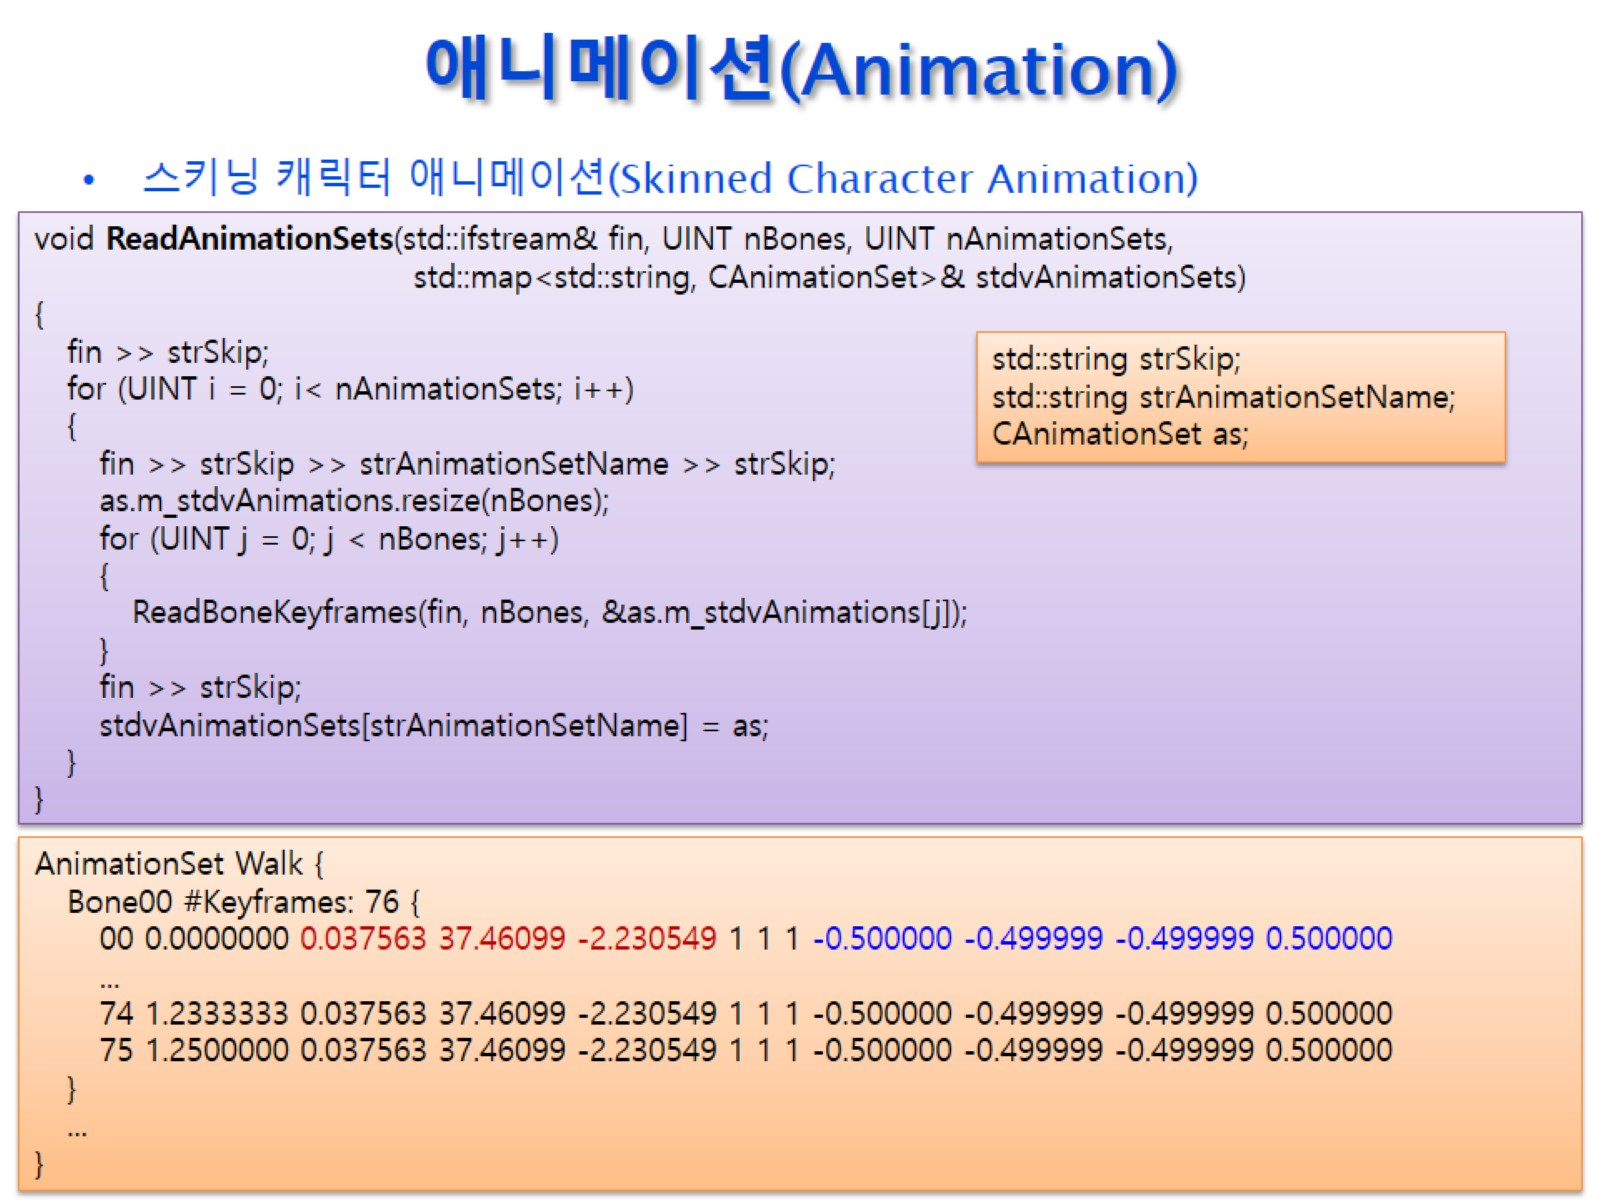 애니메이션(Animation)
• 스키닝 캐릭터 애니메이션(Skinned Character Animation)
void ReadAnimationSets(std::ifstream& fin, UINT nBones, UINT nAnimationSets,
std::map<std::string, CAnimationSet>& stdvAnimationSets)
{
fin >> strSkip;
for (UINT i = 0; i< nAnimationSets; i++)
{
fin >> strSkip >> strAnimationSetName >> strSkip;
as.m_stdvAnimations.resize(nBones);
for (UINT j = 0; j < nBones; j++)
{
ReadBoneKeyframes(fin, nBones, &as.m_stdvAnimations[j]);
}
fin >> strSkip;
stdvAnimationSets[strAnimationSetName] = as;
}
}
std::string strSkip;
std::string strAnimationSetName;
CAnimationSet as;
AnimationSet Walk {
Bone00 #Keyframes: 76 {
00 0.0000000 0.037563 37.46099 -2.230549 1 1 1 -0.500000 -0.499999 -0.499999 0.500000
...
74 1.2333333 0.037563 37.46099 -2.230549 1 1 1 -0.500000 -0.499999 -0.499999 0.500000
75 1.2500000 0.037563 37.46099 -2.230549 1 1 1 -0.500000 -0.499999 -0.499999 0.500000
}
...
}